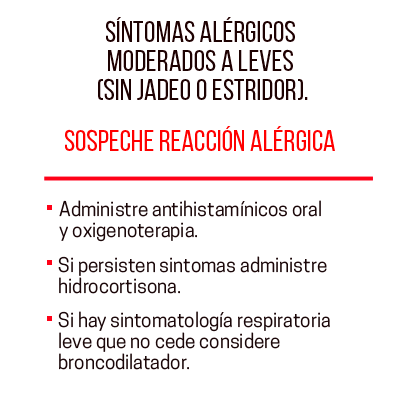 SÍNTOMAS ALÉRGICOS
MODERADOS A LEVES
(SIN JADEO O ESTRIDOR).
SOSPECHE REACCIÓN ALÉRGICA
▪ Administre antihistamínicos oral
y oxigenoterapia.
▪ Si persisten sintomas administre
hidrocortisona.
▪ Si hay sintomatología respiratoria
leve que no cede considere
broncodilatador.